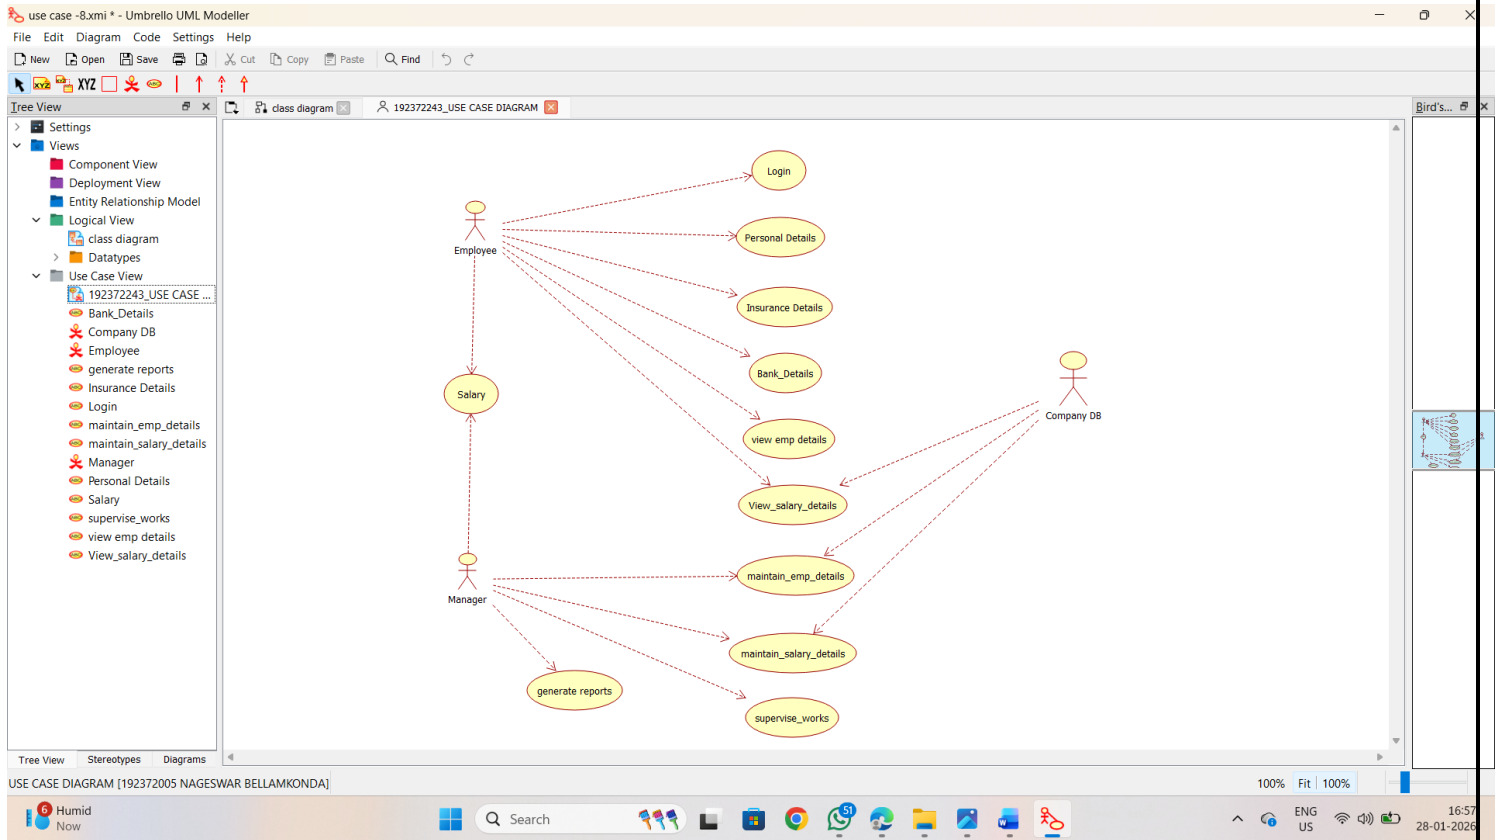 use case -8.xmi * - Umbrello UML Modeller
File Edit Diagram Code Settings Help
New Open Save Cut Copy Paste Find
XYZ XYZ
Tree View
class diagram
192372243_USE CASE DIAGRAM
Bird's...
Settings
Views
Component View
Deployment View
Entity Relationship Model
Logical View
class diagram
Datatypes
Use Case View
192372243_USE CASE ...
Bank_Details
Company DB
Employee
generate reports
Insurance Details
Login
maintain_emp_details
maintain_salary_details
Manager
Personal Details
Salary
supervise_works
view emp details
View_salary_details
Login
Employee
Personal Details
Insurance Details
Bank_Details
Salary
Company DB
view emp details
View_salary_details
maintain_emp_details
Manager
maintain_salary_details
generate reports
supervise_works
Tree View Stereotypes Diagrams
USE CASE DIAGRAM [192372005 NAGESWAR BELLAMKONDA]
100% Fit 100%
6
Humid
Now
Search
51
ENG
US
16:57
28-01-2026